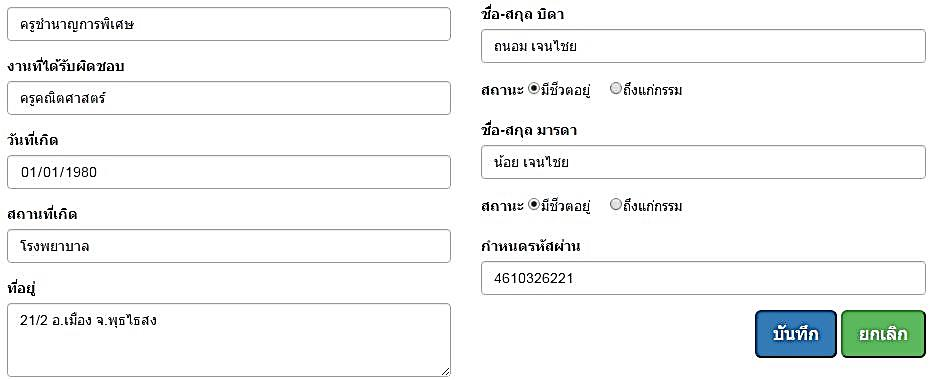 ครูชำนาญการพิเศษ
งานที่ได้รับผิดชอบ
ครูคณิตศาสตร์
วันที่เกิด
01/01/1980
สถานที่เกิด
โรงพยาบาล
ที่อยู่
21/2 อ.เมือง จ.พุธไธสง
ชื่อ-สกุล บิดา
ถนอม เจนไชย
สถานะ มีชีวตอยู่ ถึงแก่กรรม
ชื่อ-สกุล มารดา
น้อย เจนไชย
สถานะ มีชีวตอยู่ ถึงแก่กรรม
กำหนดรหัสผ่าน
4610326221
บันทึก ยกเลิก